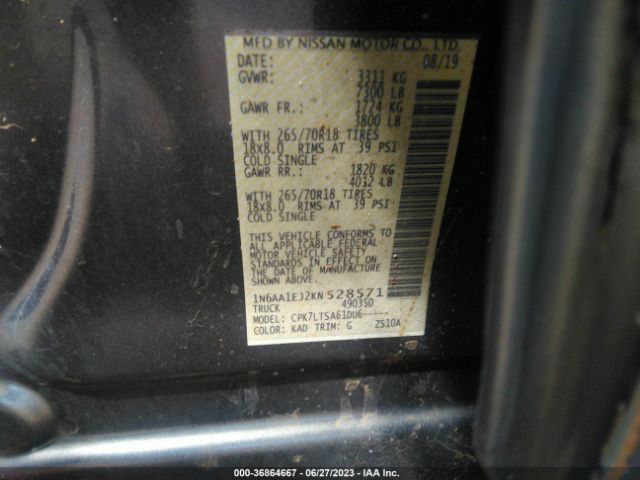 MFD BY NISSAN MOTOR CO., LTD.
DATE: 08/19
GVWR: 3311 KG
7300 LB
GAWR FR.: 1724 KG
3800 LB
WITH 265/70R18 TIRES
18x8.0 RIMS AT 39 PSI
COLD SINGLE
GAWR RR.: 1820 KG
4012 LB
WITH 265/70R18 TIRES
18x8.0 RIMS AT 39 PSI
COLD SINGLE
THIS VEHICLE CONFORMS TO
ALL APPLICABLE FEDERAL
MOTOR VEHICLE SAFETY
STANDARDS IN EFFECT ON
THE DATE OF MANUFACTURE
SHOWN ABOVE.
1N6AA1EJ2KN528571
TRUCK 490350
MODEL: CPK7LTSA61DU6-----
COLOR: KAD TRIM: G ZS10A
000-36864667 - 06/27/2023 - IAA Inc.